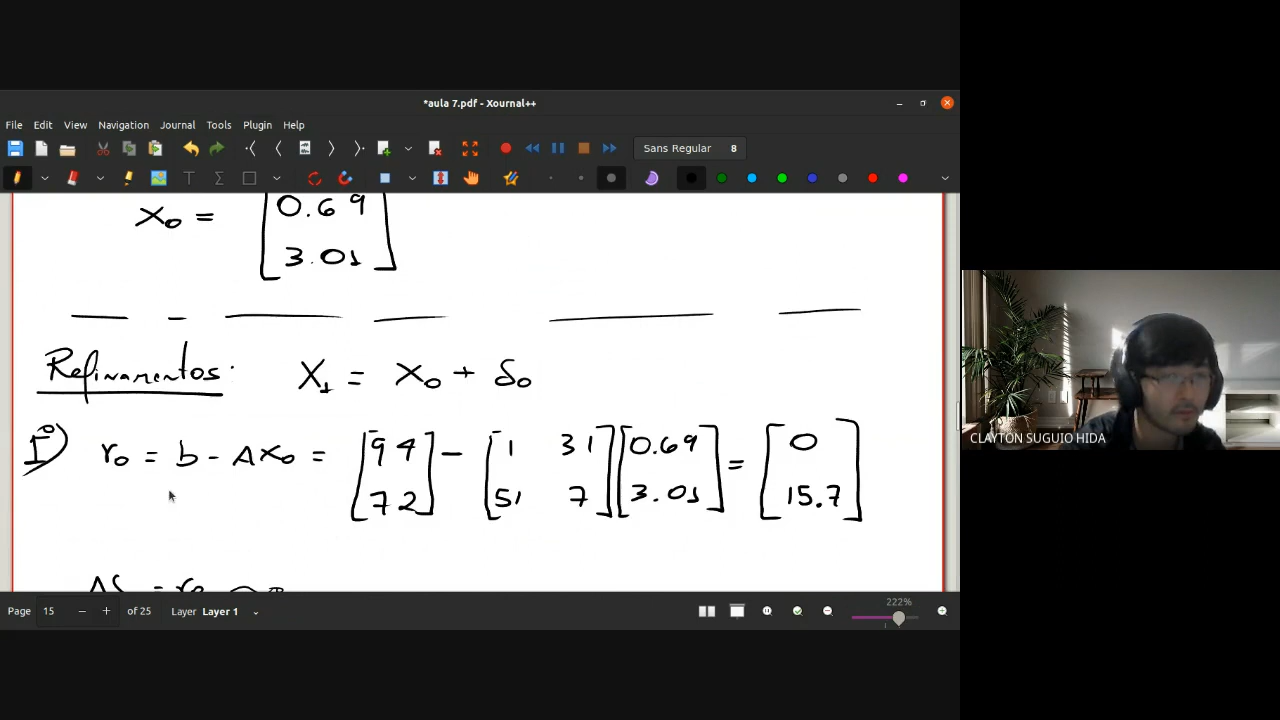 *aula 7.pdf - Xournal++
File Edit View Navigation Journal Tools Plugin Help
Sans Regular 8
x₀ = [0.69
3.01]
Refinamentos: x₁ = x₀ + δ₀
1º) r₀ = b - Ax₀ = [94 72] - [1 31 51 7] [0.69 3.01] = [0 15.7]
CLAYTON SUGUIO HIDA
Page 15 of 25 Layer Layer 1 222%